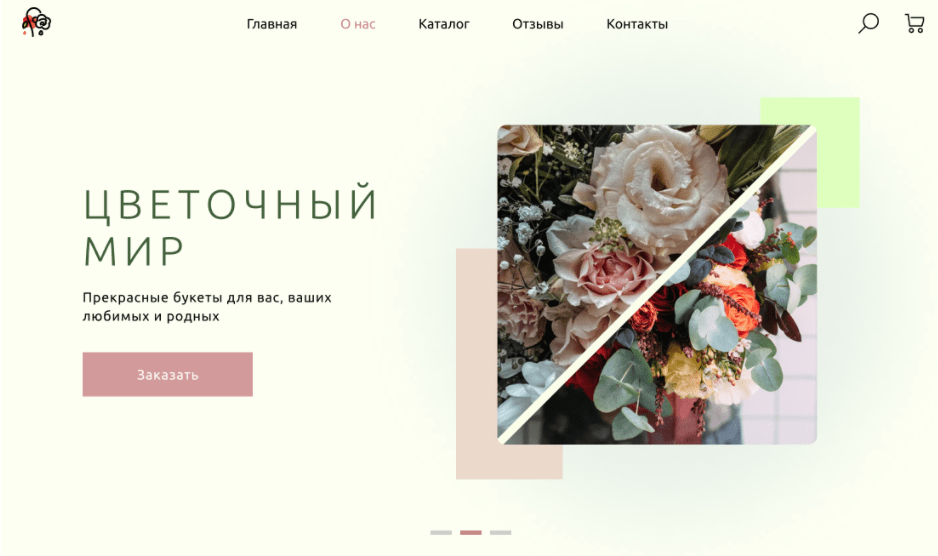 Главная О нас Каталог Отзывы Контакты
ЦВЕТОЧНЫЙ
МИР
Прекрасные букеты для вас, ваших
любимых и родных
Заказать